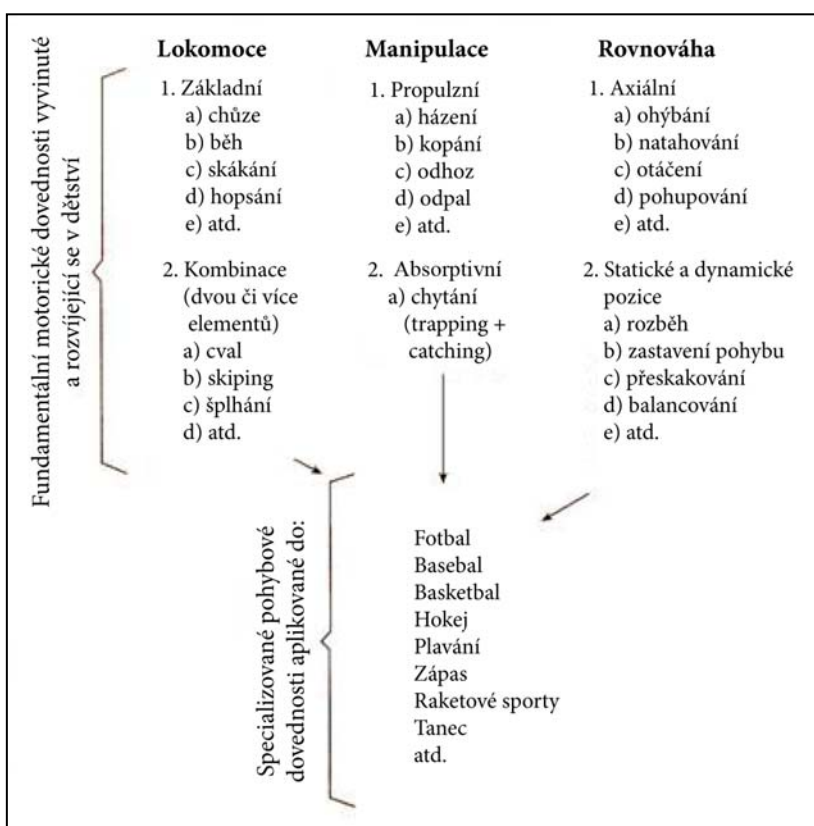 Fundamentální motorické dovednosti vyvinuté
a rozvíjející se v dětství
Lokomoce
1. Základní
a) chůze
b) běh
c) skákání
d) hopsání
e) atd.
2. Kombinace
(dvou či více
elementů)
a) cval
b) skiping
c) šplhání
d) atd.
Manipulace
1. Propulzní
a) házení
b) kopání
c) odhoz
d) odpal
e) atd.
2. Absorptivní
a) chytání
(trapping +
catching)
Rovnováha
1. Axiální
a) ohýbání
b) natahování
c) otáčení
d) pohupování
e) atd.
2. Statické a dynamické
pozice
a) rozběh
b) zastavení pohybu
c) přeskakování
d) balancování
e) atd.
Specializované pohybové
dovednosti aplikované do:
Fotbal
Basebal
Basketbal
Hokej
Plavání
Zápas
Raketové sporty
Tanec
atd.